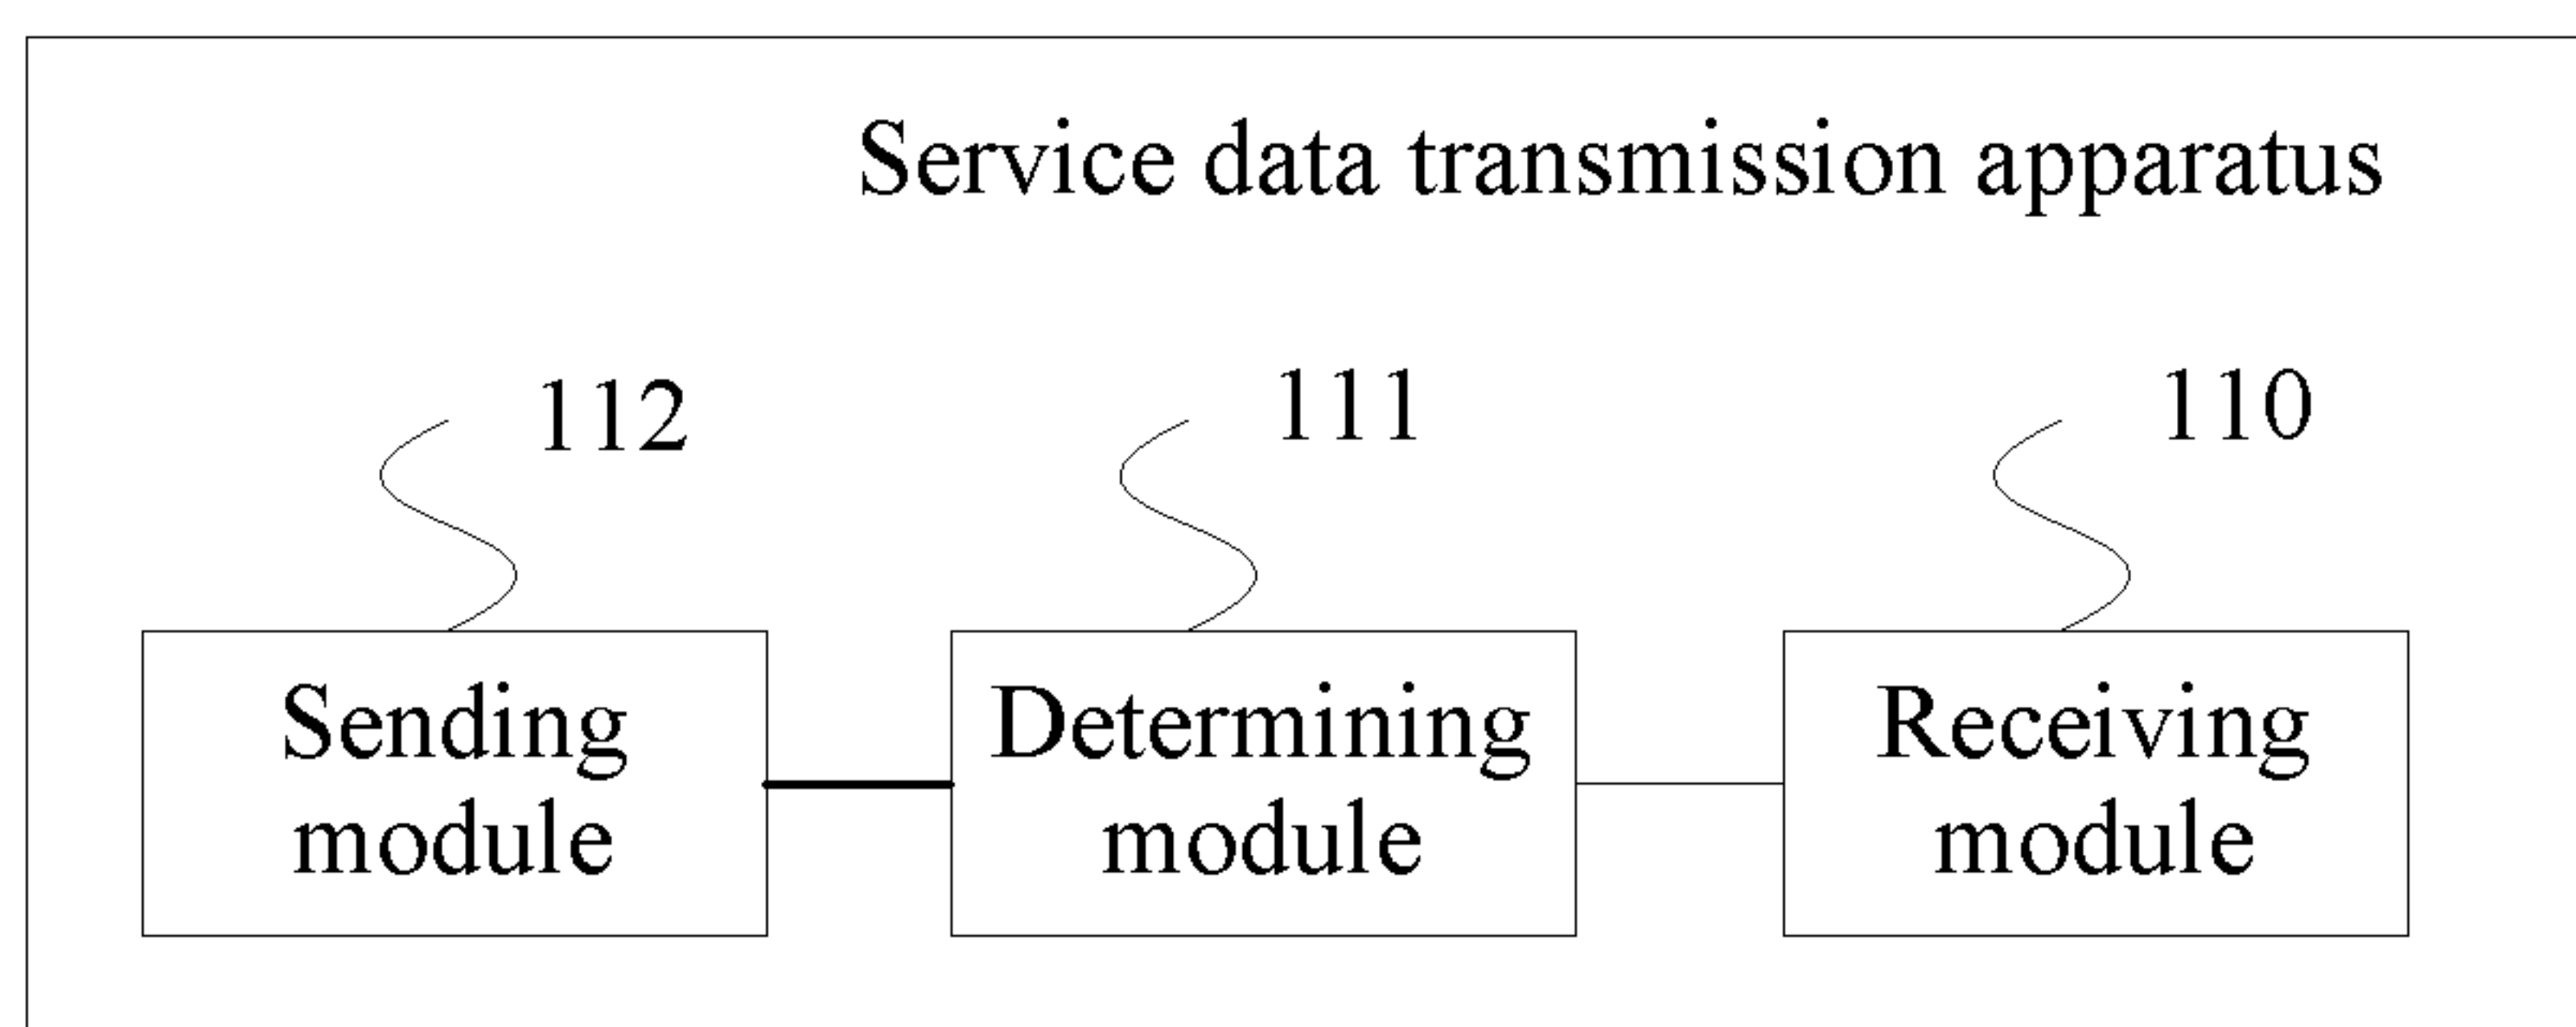 Service data transmission apparatus
112
111
110
Sending
module
Determining
module
Receiving
module